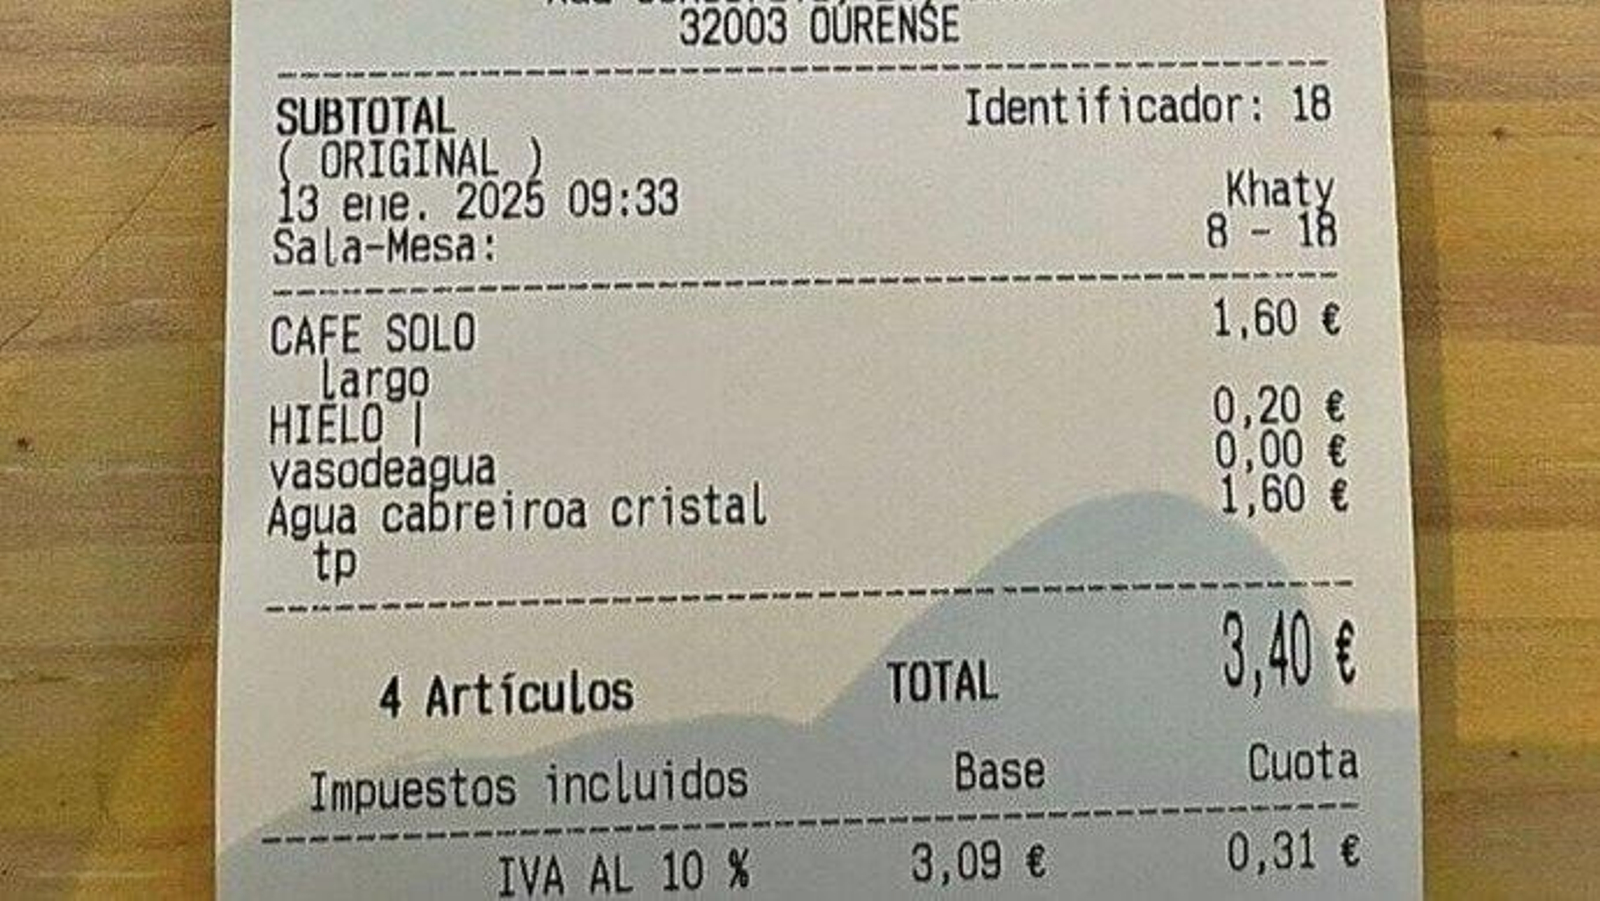 32003 OURENSE
SUBTOTAL Identificador: 18
( ORIGINAL )
13 ene. 2025 09:33 Khaty
Sala-Mesa: 8 - 18
CAFE SOLO 1,60 €
largo
HIELO | 0,20 €
vasodeagua 0,00 €
Agua cabreiroa cristal 1,60 €
tp
4 Artículos TOTAL 3,40 €
Impuestos incluidos Base Cuota
IVA AL 10 % 3,09 € 0,31 €